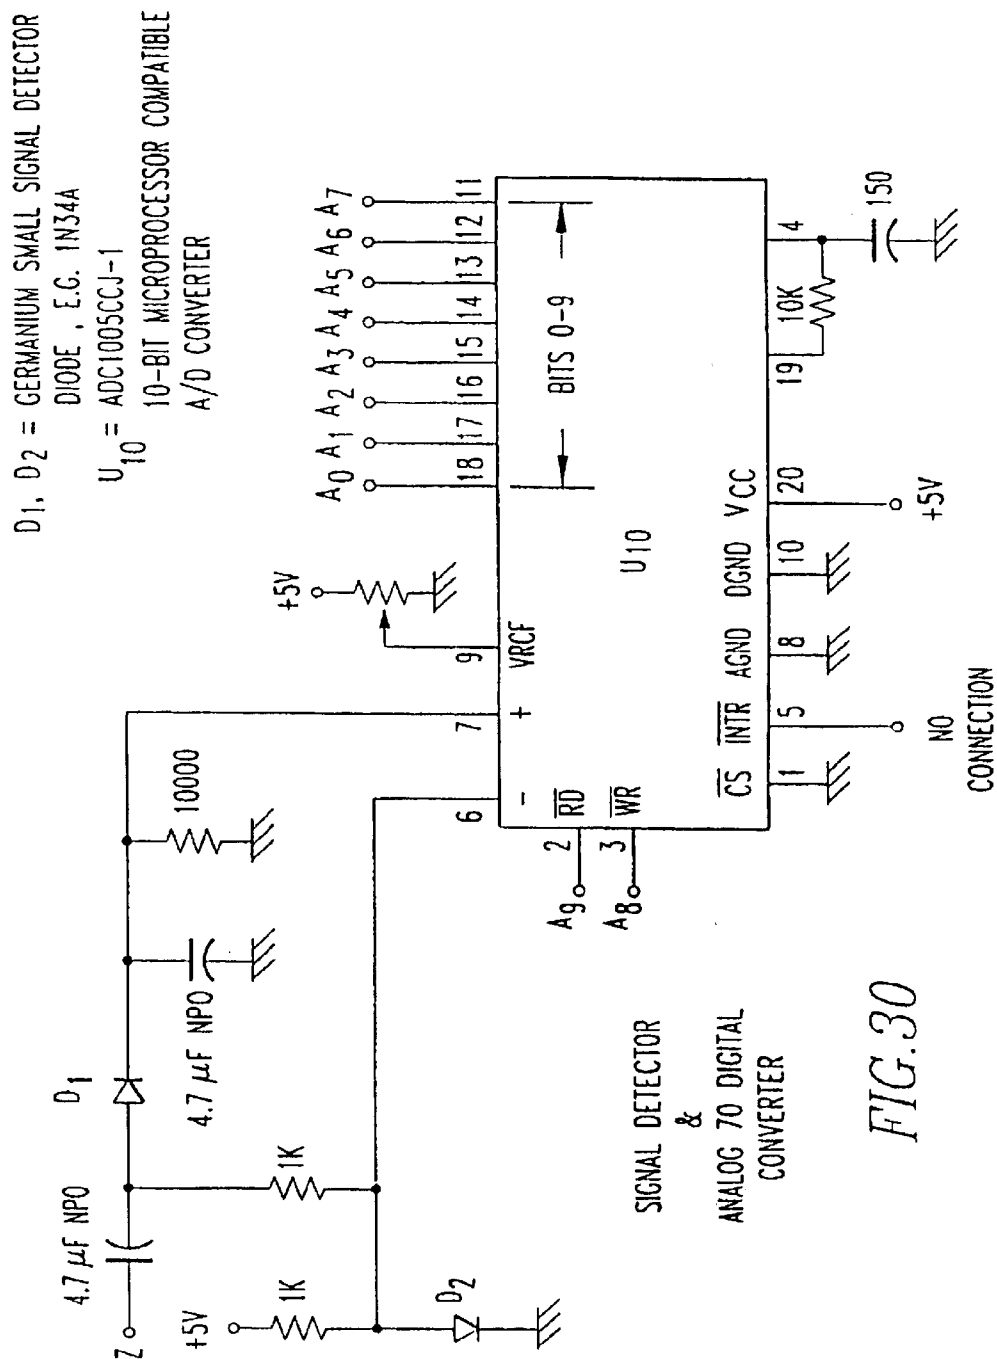 D1, D2 = GERMANIUM SMALL SIGNAL DETECTOR
DIODE , E.G. 1N34A
U10 = ADC1005CCJ-1
10-BIT MICROPROCESSOR COMPATIBLE
A/D CONVERTER
Z
4.7 µF NPO
D1
4.7 µF NPO
10000
+5V
1K
1K
D2
+5V
A0 A1 A2 A3 A4 A5 A6 A7
6 7 9 18 17 16 15 14 13 12 11
- + VRCF
BITS 0-9
A9 2 RD
A8 3 WR
U10
CS INTR AGND DGND VCC
1 5 8 10 20 19 4
10K
150
+5V
NO
CONNECTION
SIGNAL DETECTOR
&
ANALOG 70 DIGITAL
CONVERTER
FIG.30